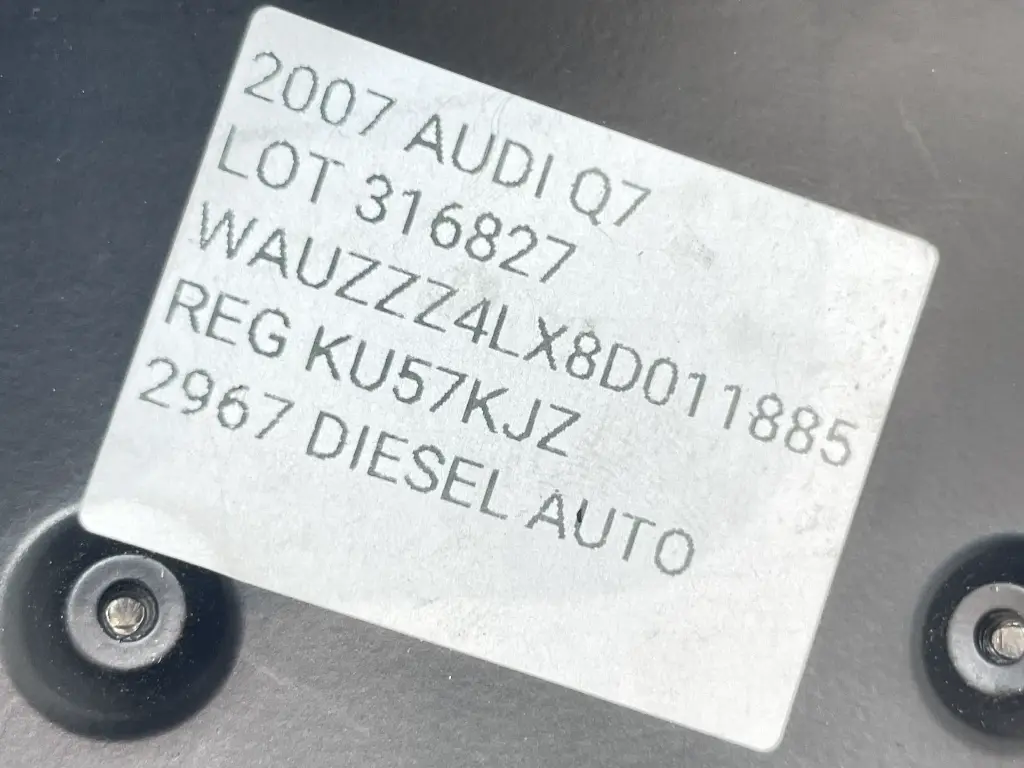 2007 AUDI Q7
LOT 316827
WAUZZZ4LX8D011885
REG KU57KJZ
2967 DIESEL AUTO